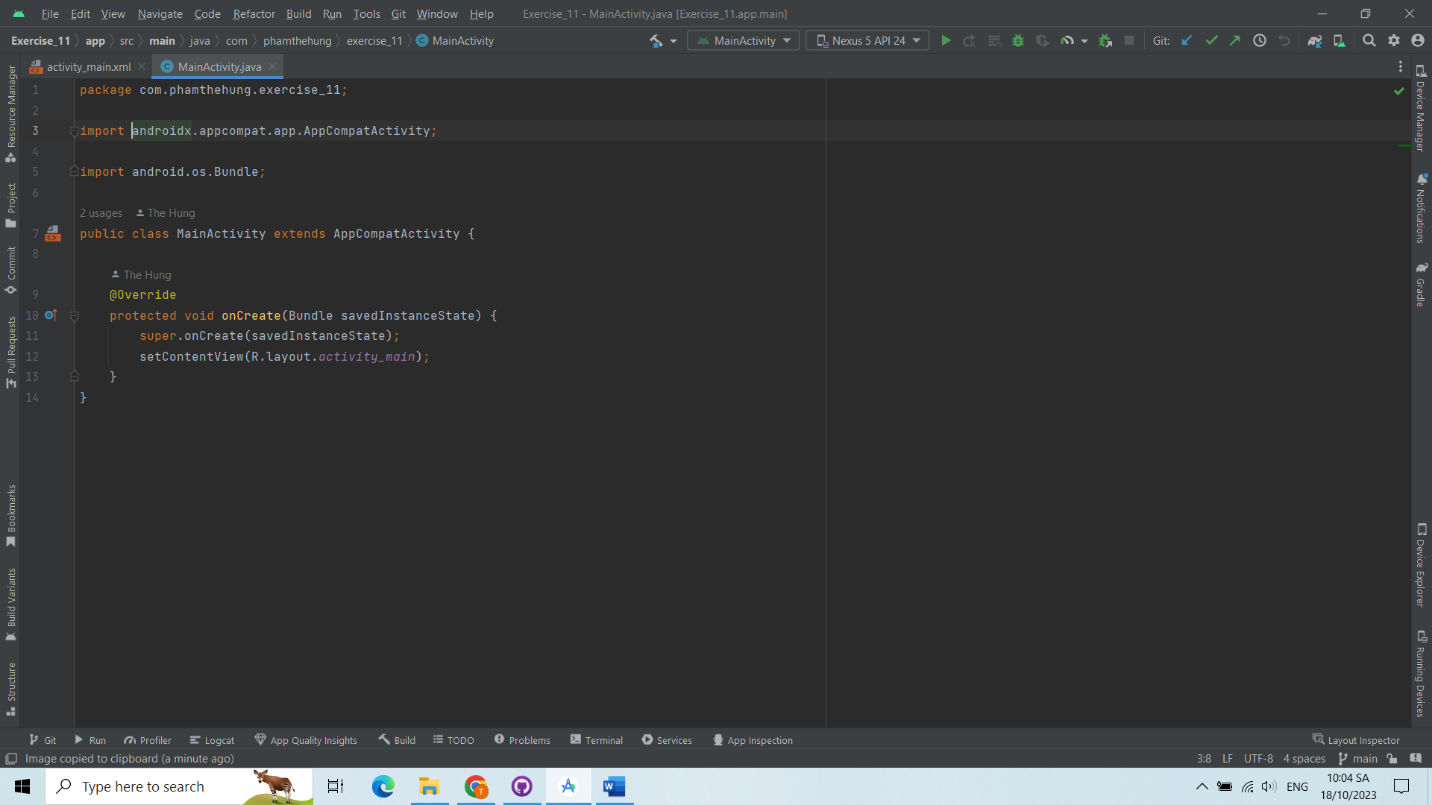 File Edit View Navigate Code Refactor Build Run Tools Git Window Help Exercise_11 - MainActivity.java [Exercise_11.app.main]
Exercise_11 app src main java com phamthehung exercise_11 MainActivity MainActivity Nexus 5 API 24 Git:
activity_main.xml MainActivity.java
1 package com.phamthehung.exercise_11;
2
3 import androidx.appcompat.app.AppCompatActivity;
4
5 import android.os.Bundle;
6
2 usages The Hung
7 public class MainActivity extends AppCompatActivity {
8
The Hung
9 @Override
10 protected void onCreate(Bundle savedInstanceState) {
11 super.onCreate(savedInstanceState);
12 setContentView(R.layout.activity_main);
13 }
14 }
Resource Manager
Project
Commit
Pull Requests
Bookmarks
Build Variants
Structure
Device Manager
Notifications
Gradle
Device Explorer
Running Devices
Git Run Profiler Logcat App Quality Insights Build TODO Problems Terminal Services App Inspection Layout Inspector
Image copied to clipboard (a minute ago) 3:8 LF UTF-8 4 spaces main
Type here to search ENG 10:04 SA
18/10/2023